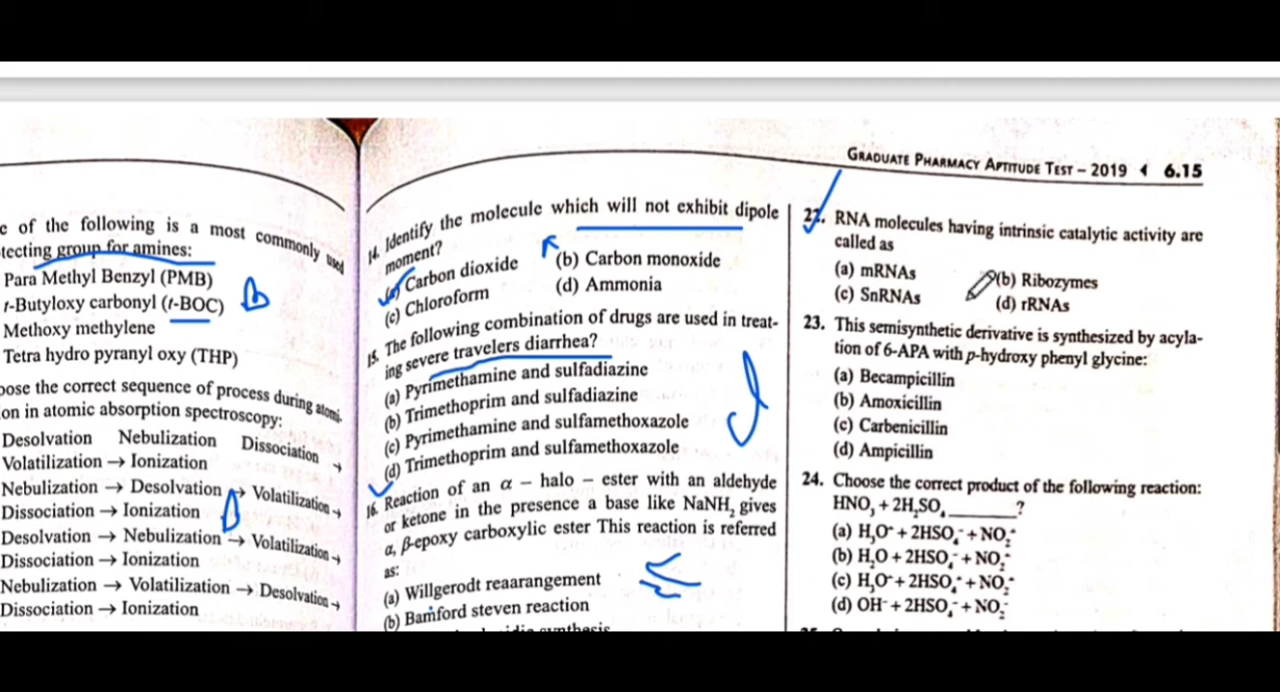 GRADUATE PHARMACY APTITUDE TEST – 2019 6.15
e of the following is a most commonly used
tecting group for amines:
Para Methyl Benzyl (PMB)
t-Butyloxy carbonyl (t-BOC)
Methoxy methylene
Tetra hydro pyranyl oxy (THP)
B
ose the correct sequence of process during atomi-
on in atomic absorption spectroscopy:
Desolvation Nebulization Dissociation →
Volatilization → Ionization
Nebulization → Desolvation → Volatilization →
Dissociation → Ionization
Desolvation → Nebulization → Volatilization →
Dissociation → Ionization
Nebulization → Volatilization → Desolvation →
Dissociation → Ionization
14. Identify the molecule which will not exhibit dipole
moment?
(a) Carbon dioxide (b) Carbon monoxide
(c) Chloroform (d) Ammonia
15. The following combination of drugs are used in treat-
ing severe travelers diarrhea?
(a) Pyrimethamine and sulfadiazine
(b) Trimethoprim and sulfadiazine
(c) Pyrimethamine and sulfamethoxazole
(d) Trimethoprim and sulfamethoxazole
16. Reaction of an α – halo – ester with an aldehyde
or ketone in the presence a base like NaNH₂ gives
α, β-epoxy carboxylic ester This reaction is referred
as:
(a) Willgerodt reaarangement
(b) Bamford steven reaction
22. RNA molecules having intrinsic catalytic activity are
called as
(a) mRNAs (b) Ribozymes
(c) SnRNAs (d) rRNAs
23. This semisynthetic derivative is synthesized by acyla-
tion of 6-APA with p-hydroxy phenyl glycine:
(a) Becampicillin
(b) Amoxicillin
(c) Carbenicillin
(d) Ampicillin
24. Choose the correct product of the following reaction:
HNO₃ + 2H₂SO₄ ________?
(a) H₃O⁺ + 2HSO₄⁻ + NO₂⁺
(b) H₂O + 2HSO₄⁻ + NO₂⁺
(c) H₃O⁺ + 2HSO₄⁺ + NO₂⁻
(d) OH⁻ + 2HSO₄⁻ + NO₂⁻